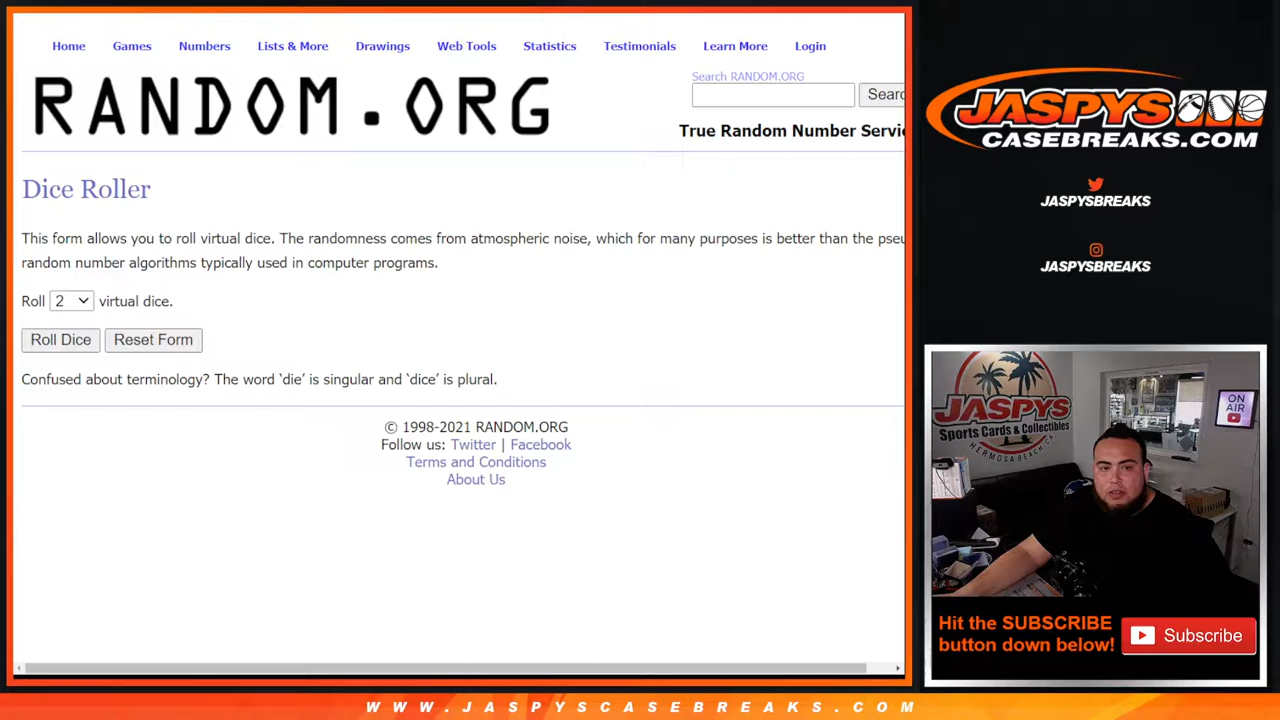 Home Games Numbers Lists & More Drawings Web Tools Statistics Testimonials Learn More Login
RANDOM.ORG
Search RANDOM.ORG
Searc
True Random Number Servic
Dice Roller
This form allows you to roll virtual dice. The randomness comes from atmospheric noise, which for many purposes is better than the pseu
random number algorithms typically used in computer programs.
Roll 2 virtual dice.
Roll Dice Reset Form
Confused about terminology? The word ‘die’ is singular and ‘dice’ is plural.
© 1998-2021 RANDOM.ORG
Follow us: Twitter | Facebook
Terms and Conditions
About Us
JASPYS
CASEBREAKS.COM
JASPYSBREAKS
JASPYSBREAKS
JASPYS
Sports Cards & Collectibles
HERMOSA BEACH CA
ON
AIR
Hit the SUBSCRIBE
button down below!
Subscribe
WWW.JASPYSCASEBREAKS.COM